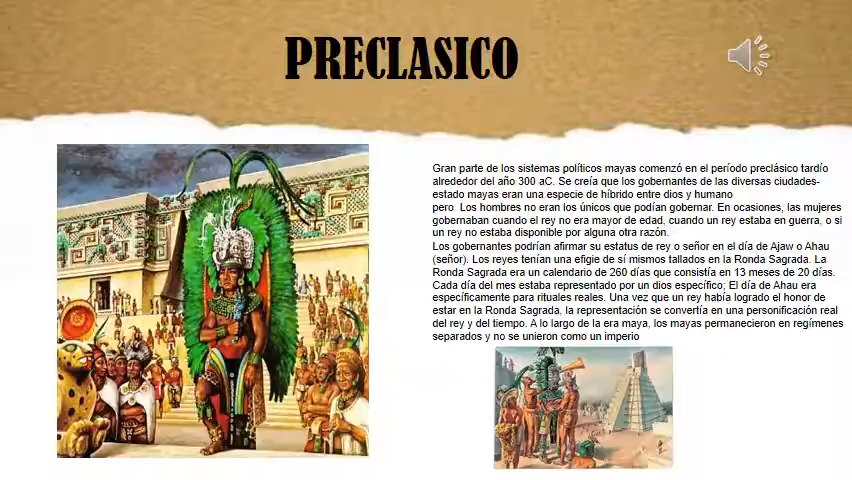 PRECLASICO
Gran parte de los sistemas políticos mayas comenzó en el período preclásico tardío
alrededor del año 300 aC. Se creía que los gobernantes de las diversas ciudades-
estado mayas eran una especie de híbrido entre dios y humano
pero  Los hombres no eran los únicos que podían gobernar. En ocasiones, las mujeres
gobernaban cuando el rey no era mayor de edad, cuando un rey estaba en guerra, o si
un rey no estaba disponible por alguna otra razón.
Los gobernantes podrían afirmar su estatus de rey o señor en el día de Ajaw o Ahau
(señor). Los reyes tenían una efigie de sí mismos tallados en la Ronda Sagrada. La
Ronda Sagrada era un calendario de 260 días que consistía en 13 meses de 20 días.
Cada día del mes estaba representado por un dios específico; El día de Ahau era
específicamente para rituales reales. Una vez que un rey había logrado el honor de
estar en la Ronda Sagrada, la representación se convertía en una personificación real
del rey y del tiempo. A lo largo de la era maya, los mayas permanecieron en regímenes
separados y no se unieron como un imperio